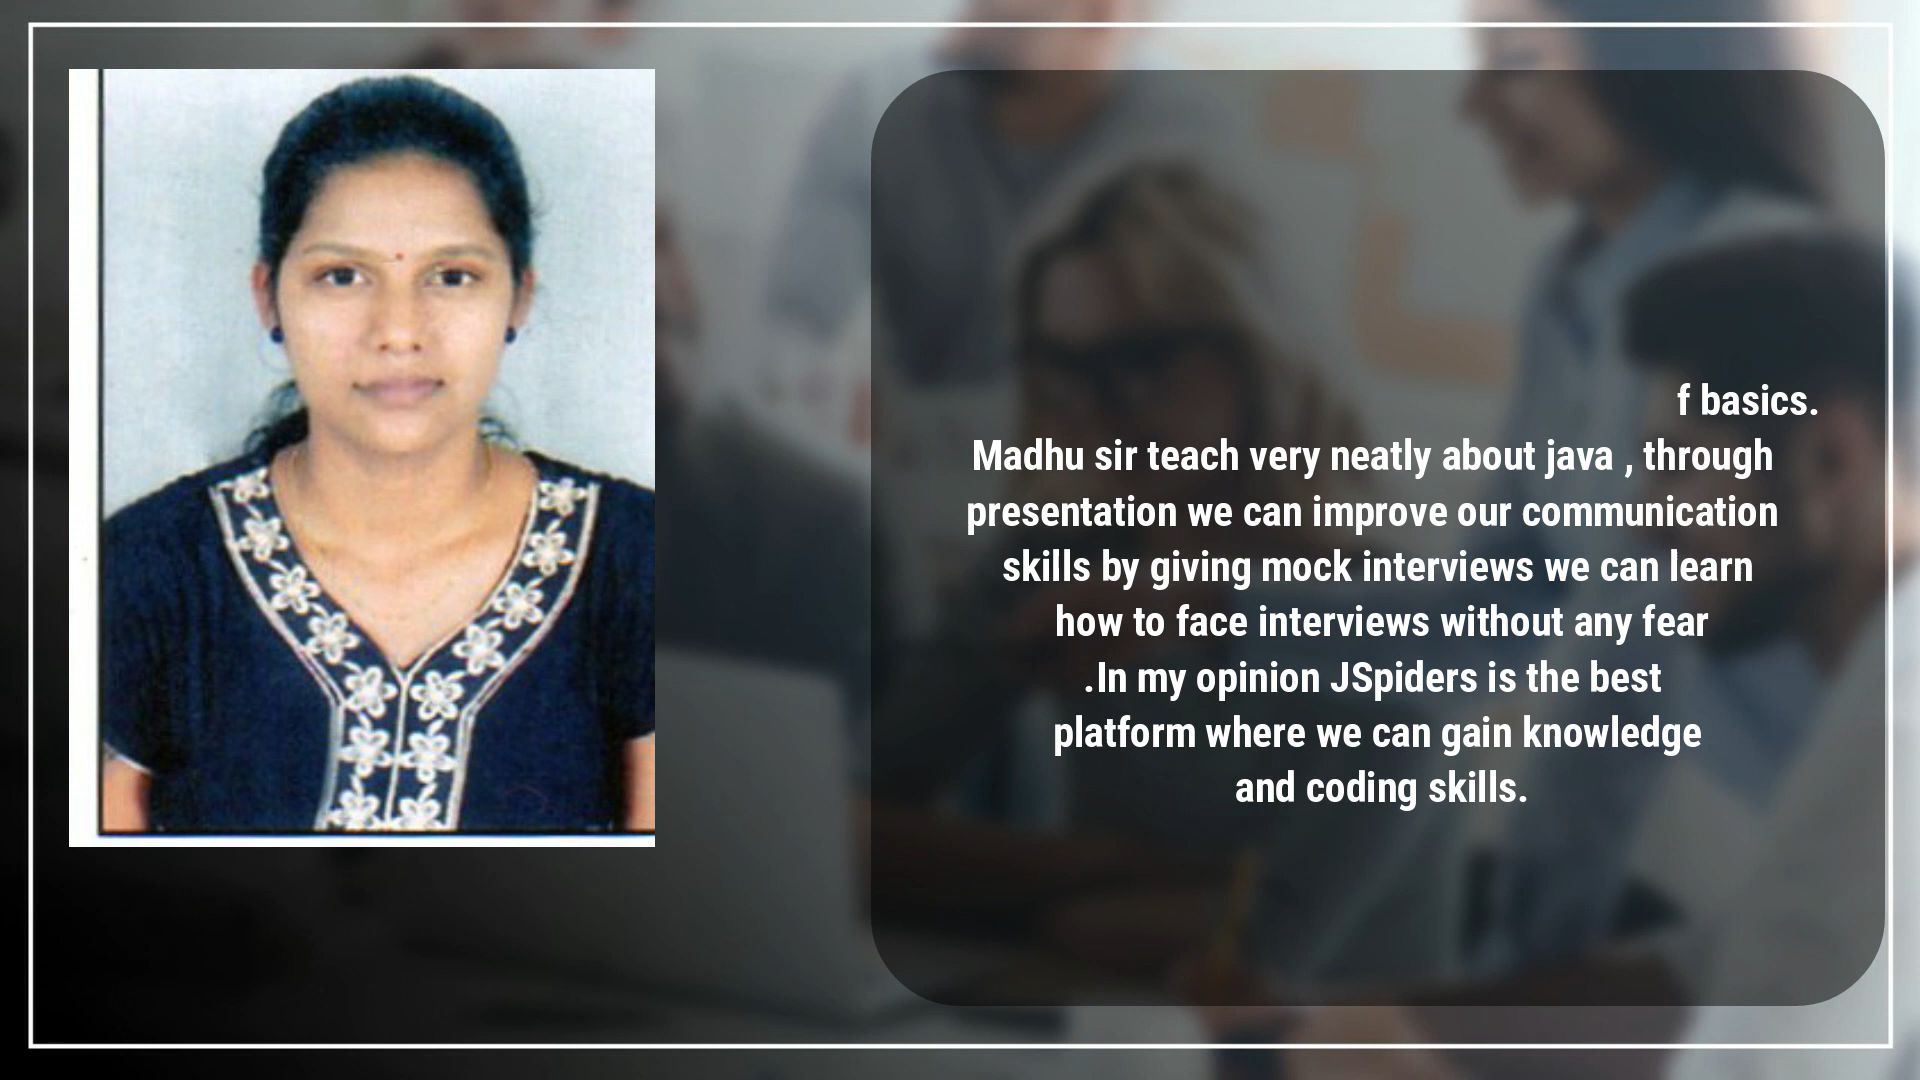 f basics.
Madhu sir teach very neatly about java , through
presentation we can improve our communication
skills by giving mock interviews we can learn
how to face interviews without any fear
.In my opinion JSpiders is the best
platform where we can gain knowledge
and coding skills.